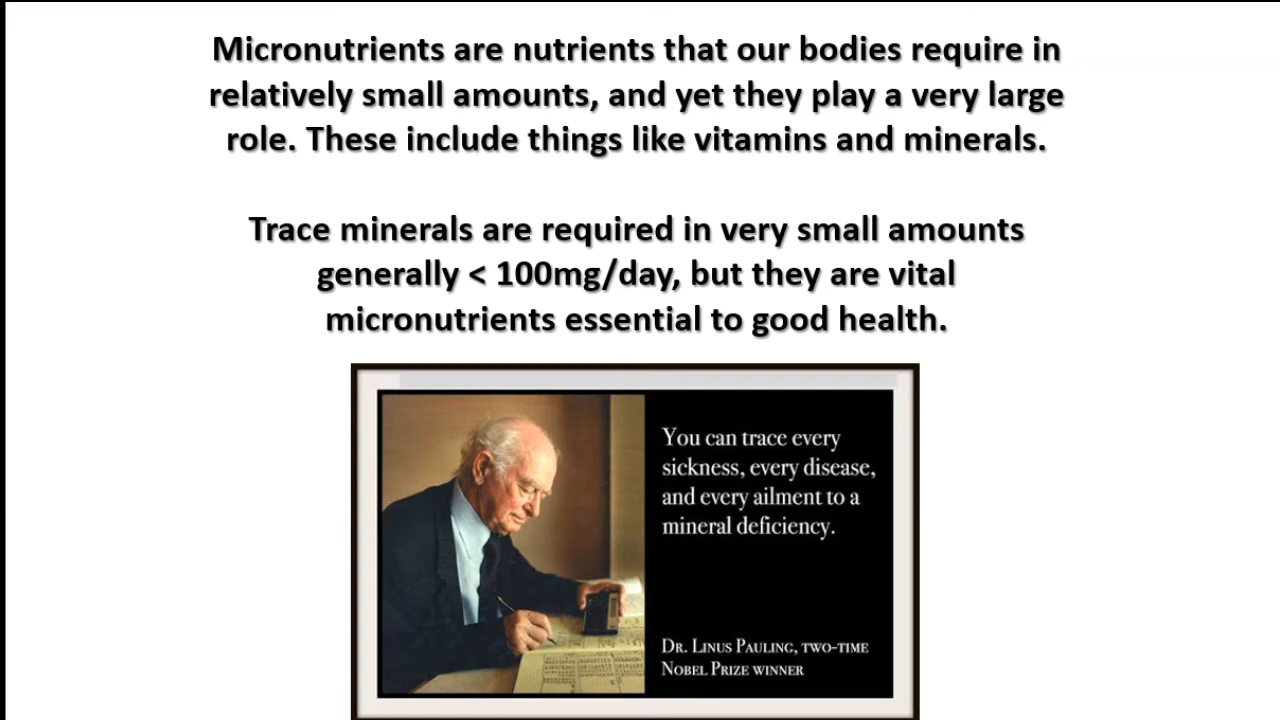 Micronutrients are nutrients that our bodies require in
relatively small amounts, and yet they play a very large
role. These include things like vitamins and minerals.
Trace minerals are required in very small amounts
generally < 100mg/day, but they are vital
micronutrients essential to good health.
You can trace every
sickness, every disease,
and every ailment to a
mineral deficiency.
Dr. Linus Pauling, two-time
Nobel Prize winner